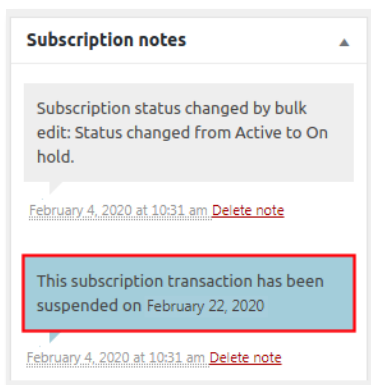 Subscription notes
Subscription status changed by bulk
edit: Status changed from Active to On
hold.
February 4, 2020 at 10:31 am Delete note
This subscription transaction has been
suspended on February 22, 2020
February 4, 2020 at 10:31 am Delete note